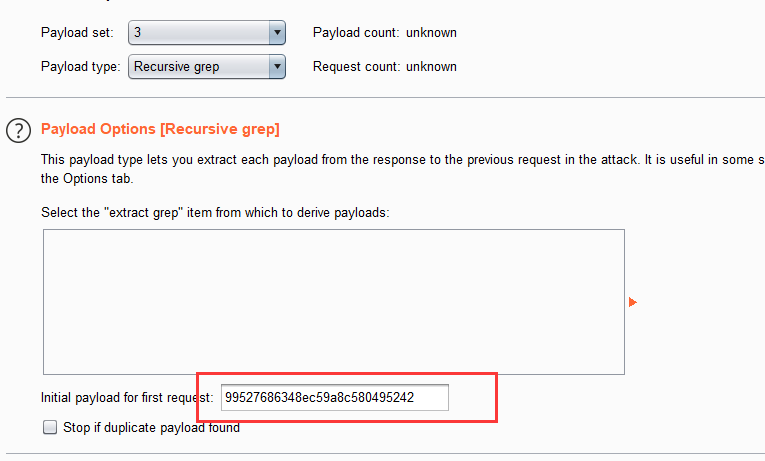 Payload set: 3 Payload count: unknown
Payload type: Recursive grep Request count: unknown
? Payload Options [Recursive grep]
This payload type lets you extract each payload from the response to the previous request in the attack. It is useful in some s
the Options tab.
Select the "extract grep" item from which to derive payloads:
Initial payload for first request: 99527686348ec59a8c580495242
Stop if duplicate payload found